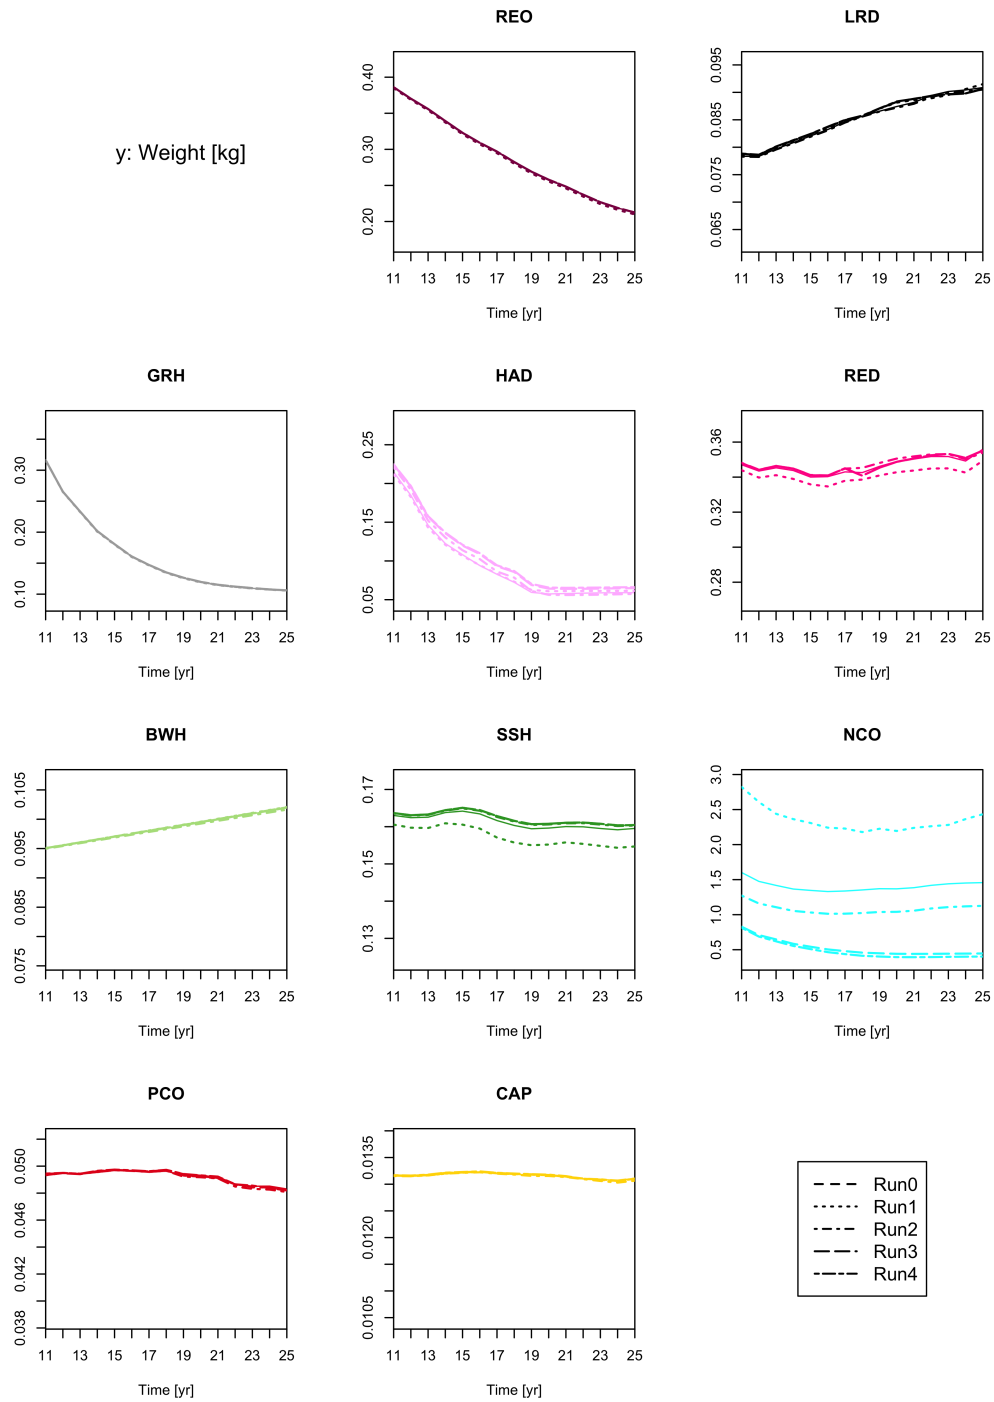 REO
LRD
y: Weight [kg]
0.20 0.30 0.40
11 13 15 17 19 21 23 25
Time [yr]
0.065 0.075 0.085 0.095
11 13 15 17 19 21 23 25
Time [yr]
GRH
HAD
RED
0.10 0.20 0.30
11 13 15 17 19 21 23 25
Time [yr]
0.05 0.15 0.25
11 13 15 17 19 21 23 25
Time [yr]
0.28 0.32 0.36
11 13 15 17 19 21 23 25
Time [yr]
BWH
SSH
NCO
0.075 0.085 0.095 0.105
11 13 15 17 19 21 23 25
Time [yr]
0.13 0.15 0.17
11 13 15 17 19 21 23 25
Time [yr]
0.5 1.0 1.5 2.0 2.5 3.0
11 13 15 17 19 21 23 25
Time [yr]
PCO
CAP
0.038 0.042 0.046 0.050
11 13 15 17 19 21 23 25
Time [yr]
0.0105 0.0120 0.0135
11 13 15 17 19 21 23 25
Time [yr]
Run0
Run1
Run2
Run3
Run4